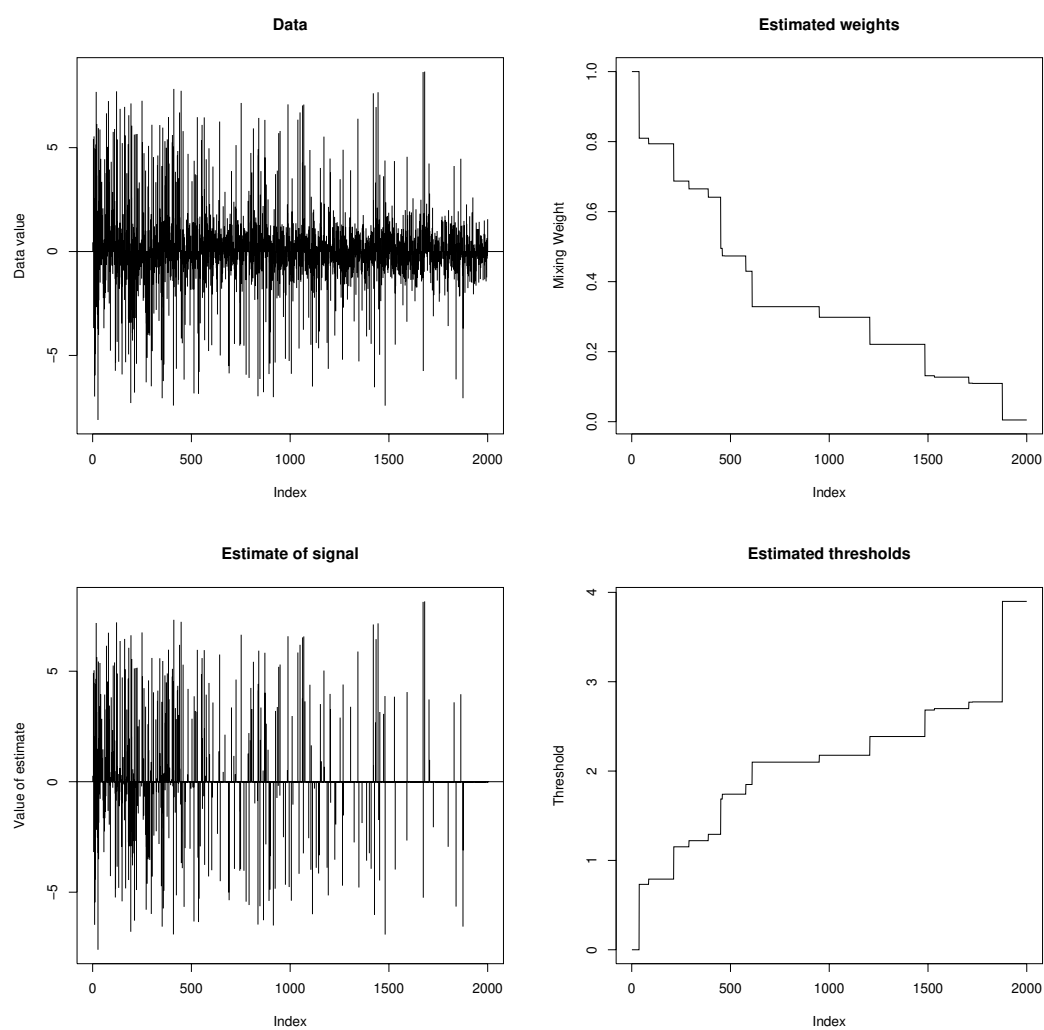 Data
Data value
5
0
−5
0 500 1000 1500 2000
Index
Estimated weights
Mixing Weight
1.0
0.8
0.6
0.4
0.2
0.0
0 500 1000 1500 2000
Index
Estimate of signal
Value of estimate
5
0
−5
0 500 1000 1500 2000
Index
Estimated thresholds
Threshold
4
3
2
1
0
0 500 1000 1500 2000
Index